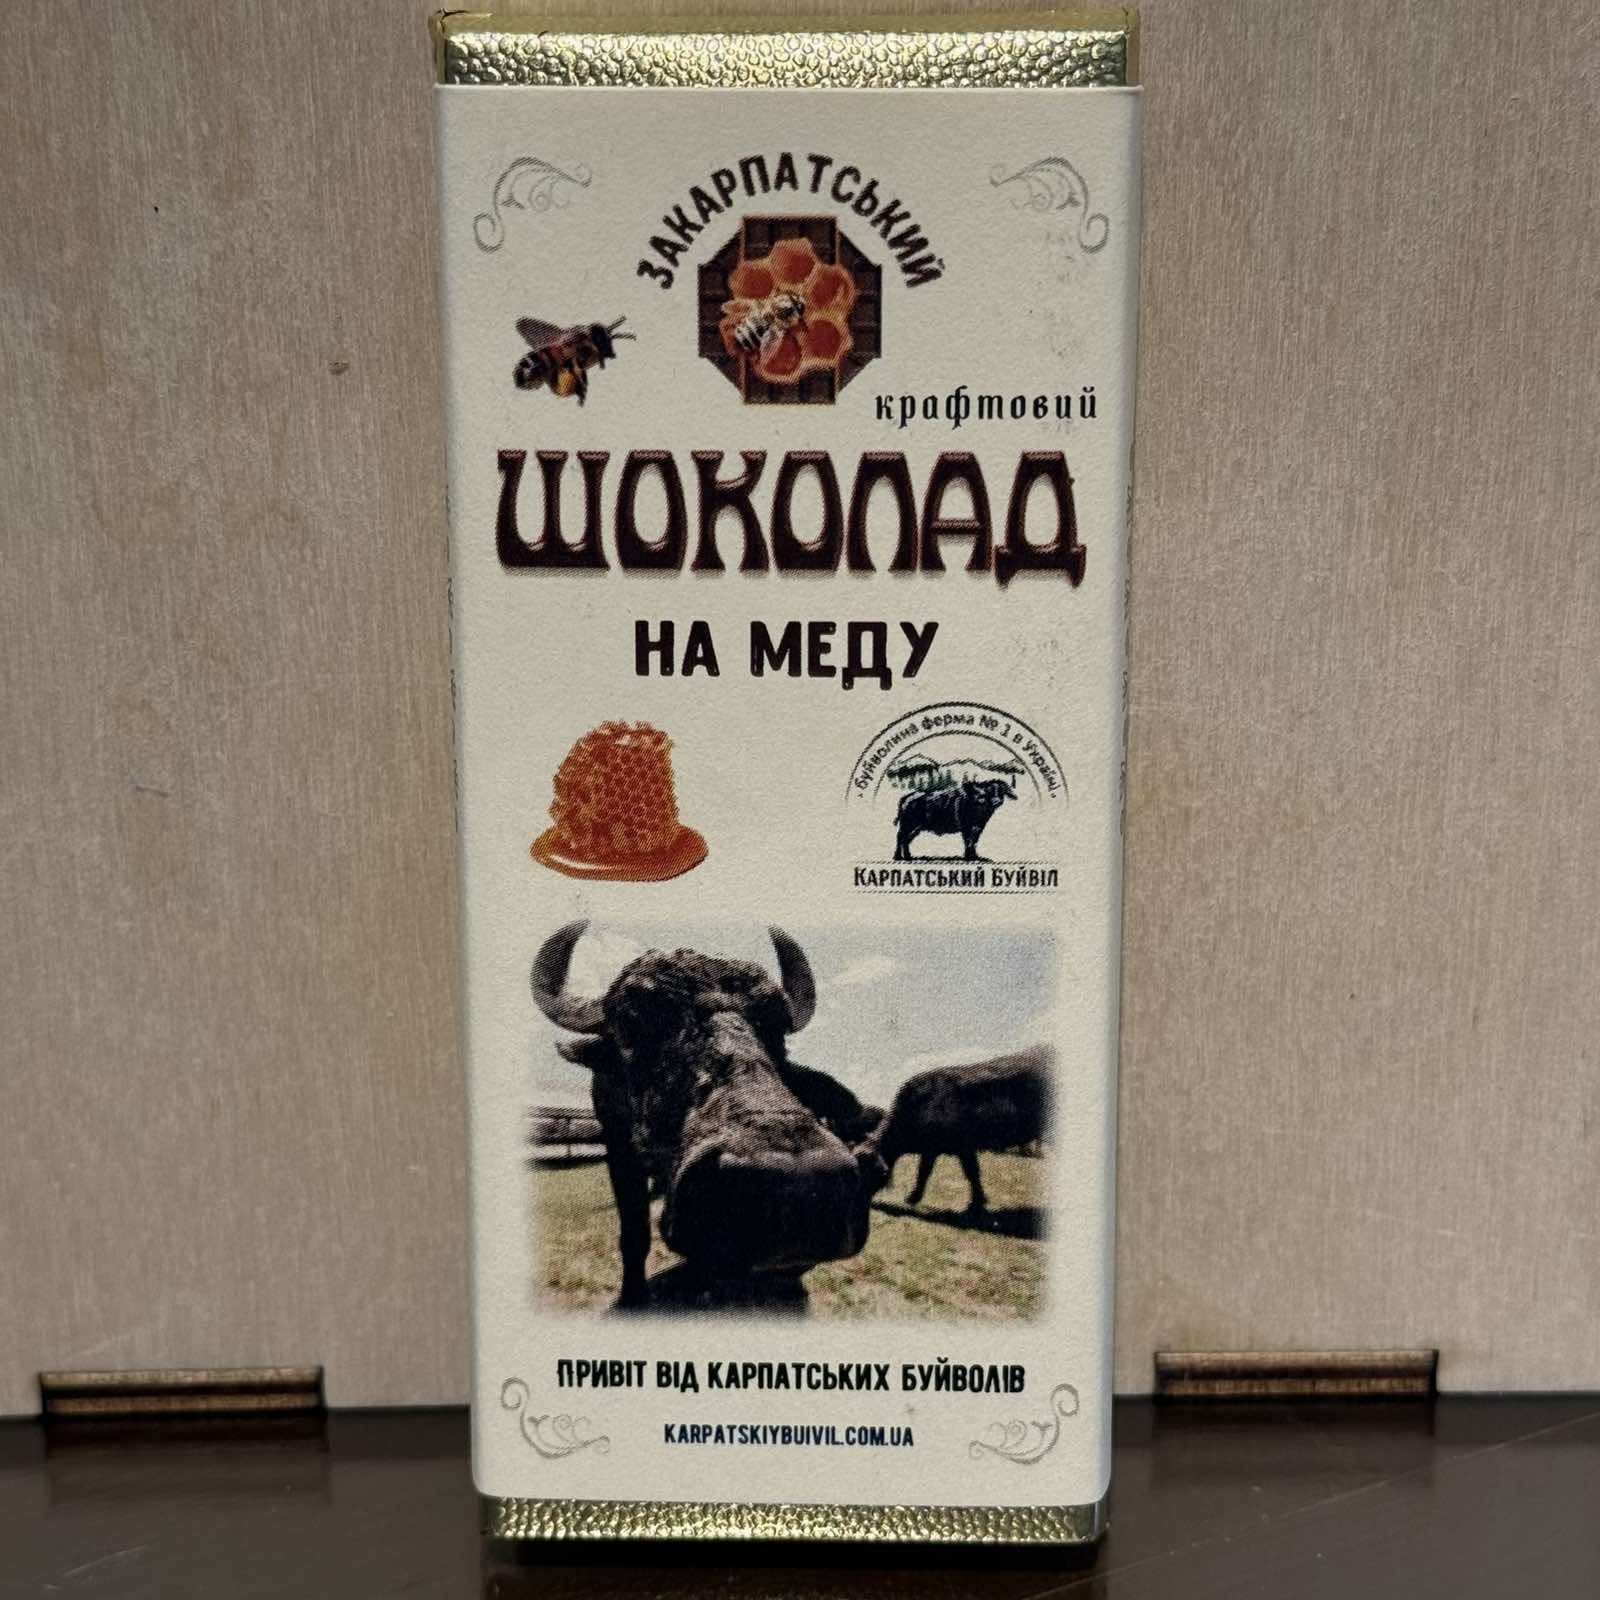 ЗАКАРПАТСЬКИЙ
крафтовий
ШОКОЛАД
НА МЕДУ
буйволина ферма № 1 в Україні
КАРПАТСЬКИЙ БУЙВІЛ
ПРИВІТ ВІД КАРПАТСЬКИХ БУЙВОЛІВ
KARPATSKIYBUIVIL.COM.UA